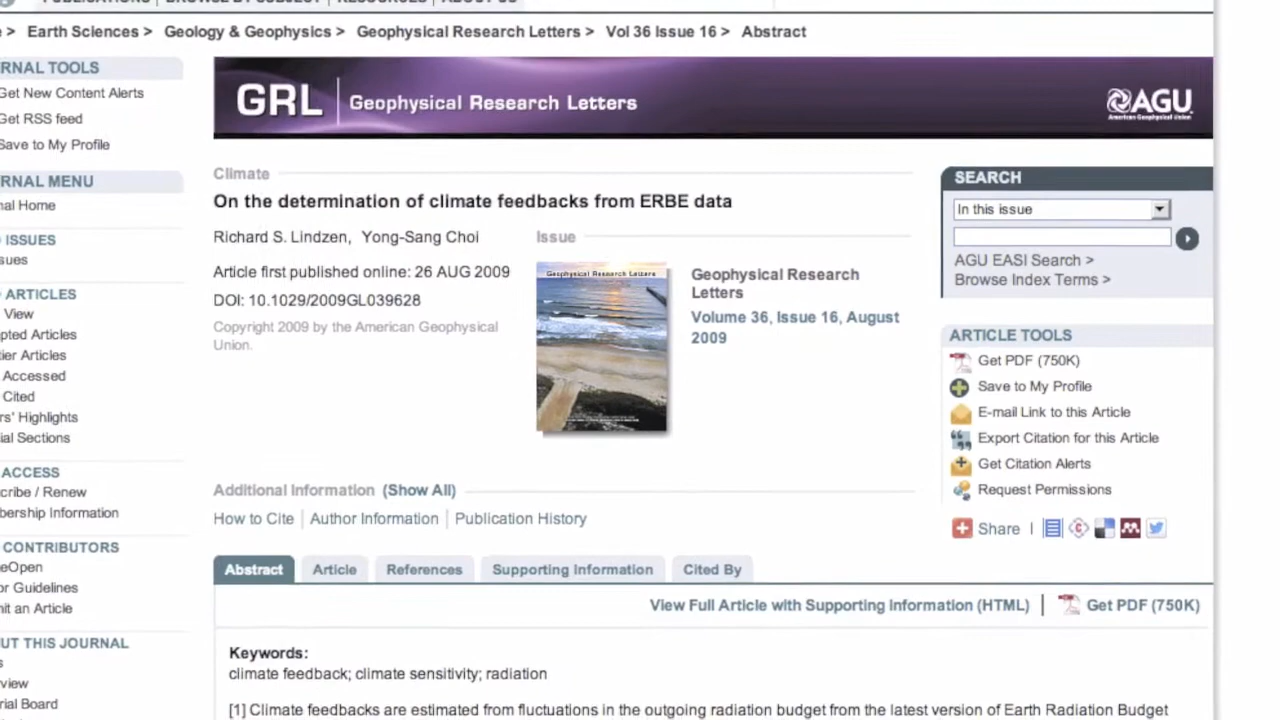 PUBLICATIONS | BROWSE BY SUBJECT | RESOURCES | ABOUT US
> Earth Sciences > Geology & Geophysics > Geophysical Research Letters > Vol 36 Issue 16 > Abstract
RNAL TOOLS
Get New Content Alerts
Get RSS feed
Save to My Profile
RNAL MENU
nal Home
ISSUES
sues
ARTICLES
View
pted Articles
tier Articles
Accessed
Cited
rs' Highlights
ial Sections
ACCESS
cribe / Renew
bership Information
CONTRIBUTORS
eOpen
or Guidelines
nit an Article
UT THIS JOURNAL
s
view
rial Board
GRL | Geophysical Research Letters
AGU
American Geophysical Union
Climate
On the determination of climate feedbacks from ERBE data
Richard S. Lindzen, Yong-Sang Choi
Article first published online: 26 AUG 2009
DOI: 10.1029/2009GL039628
Copyright 2009 by the American Geophysical
Union.
Issue
Geophysical Research Letters
Geophysical Research
Letters
Volume 36, Issue 16, August
2009
Additional Information (Show All)
How to Cite | Author Information | Publication History
Abstract Article References Supporting Information Cited By
View Full Article with Supporting Information (HTML) | Get PDF (750K)
Keywords:
climate feedback; climate sensitivity; radiation
[1] Climate feedbacks are estimated from fluctuations in the outgoing radiation budget from the latest version of Earth Radiation Budget
SEARCH
In this issue
AGU EASI Search >
Browse Index Terms >
ARTICLE TOOLS
Get PDF (750K)
Save to My Profile
E-mail Link to this Article
Export Citation for this Article
Get Citation Alerts
Request Permissions
Share |